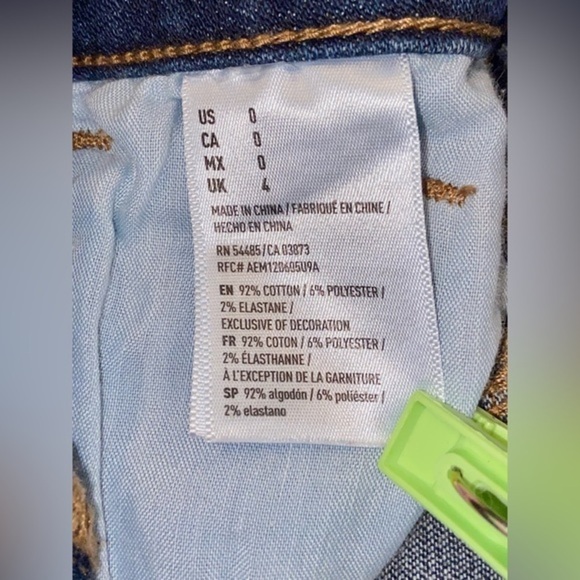 US 0
CA 0
MX 0
UK 4
MADE IN CHINA / FABRIQUÉ EN CHINE /
HECHO EN CHINA
RN 54485 / CA 03873
RFC# AEM120605U9A
EN 92% COTTON / 6% POLYESTER /
2% ELASTANE /
EXCLUSIVE OF DECORATION
FR 92% COTON / 6% POLYESTER /
2% ÉLASTHANNE /
À L'EXCEPTION DE LA GARNITURE
SP 92% algodón / 6% poliéster /
2% elastano